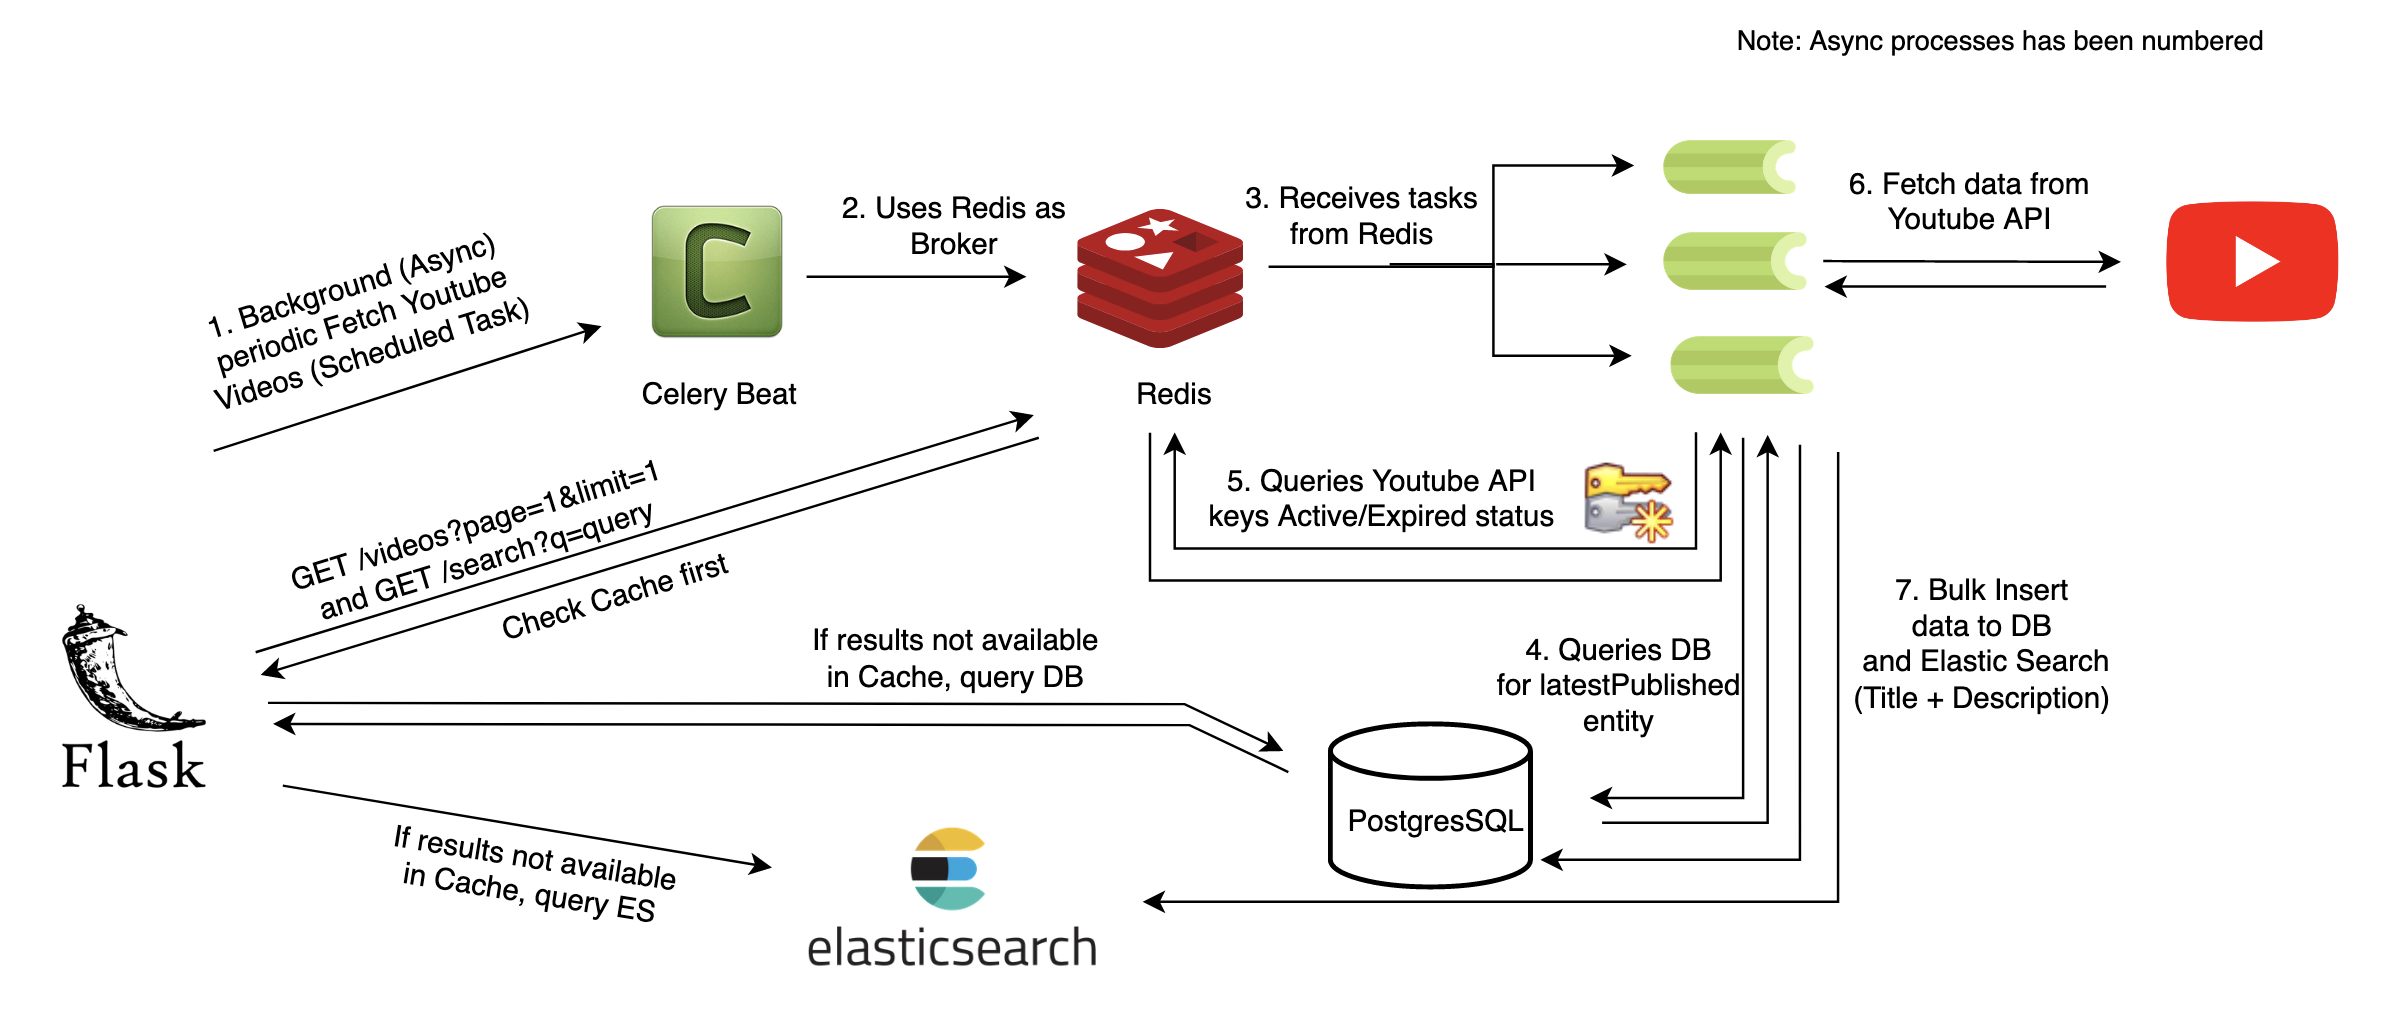 Note: Async processes has been numbered
1. Background (Async)
periodic Fetch Youtube
Videos (Scheduled Task)
C
Celery Beat
2. Uses Redis as
Broker
Redis
3. Receives tasks
from Redis
6. Fetch data from
Youtube API
5. Queries Youtube API
keys Active/Expired status
GET /videos?page=1&limit=1
and GET /search?q=query
Check Cache first
If results not available
in Cache, query DB
4. Queries DB
for latestPublished
entity
7. Bulk Insert
data to DB
and Elastic Search
(Title + Description)
Flask
PostgresSQL
If results not available
in Cache, query ES
elasticsearch